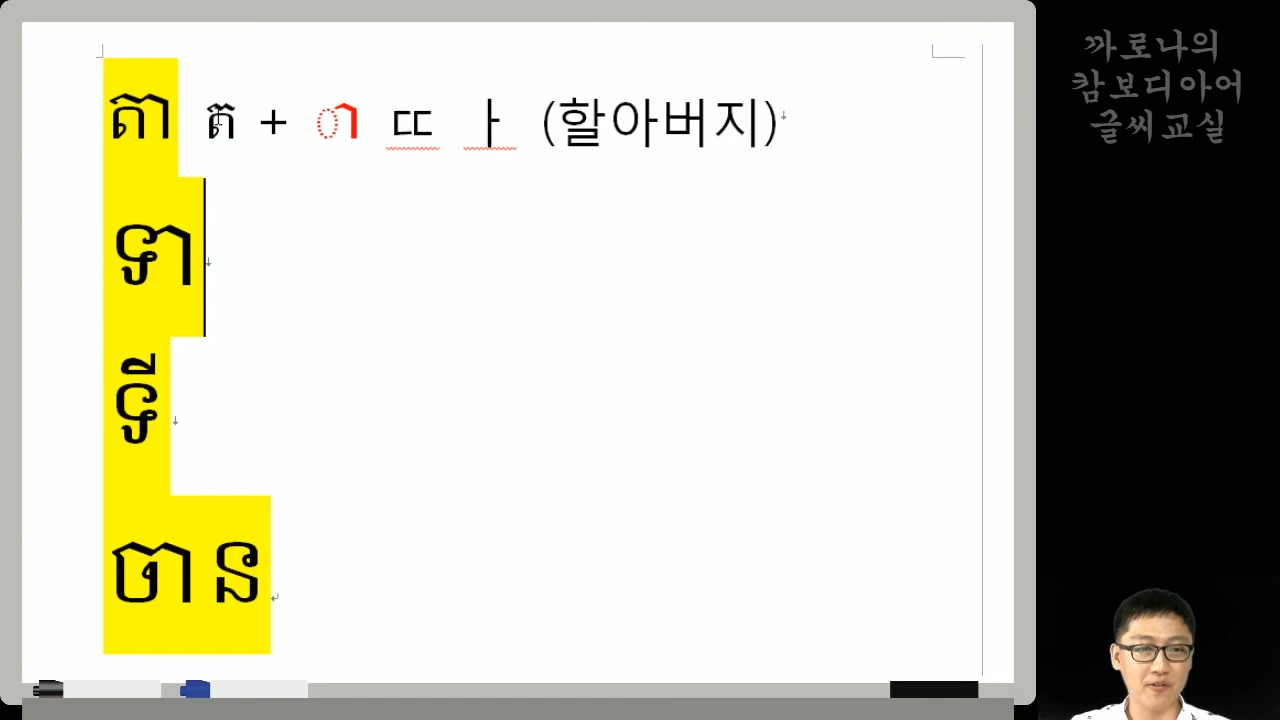 តា ត + ា ㄸ ㅏ (할아버지)
ទា
ទី
ចាន
까로나의
캄보디아어
글씨교실